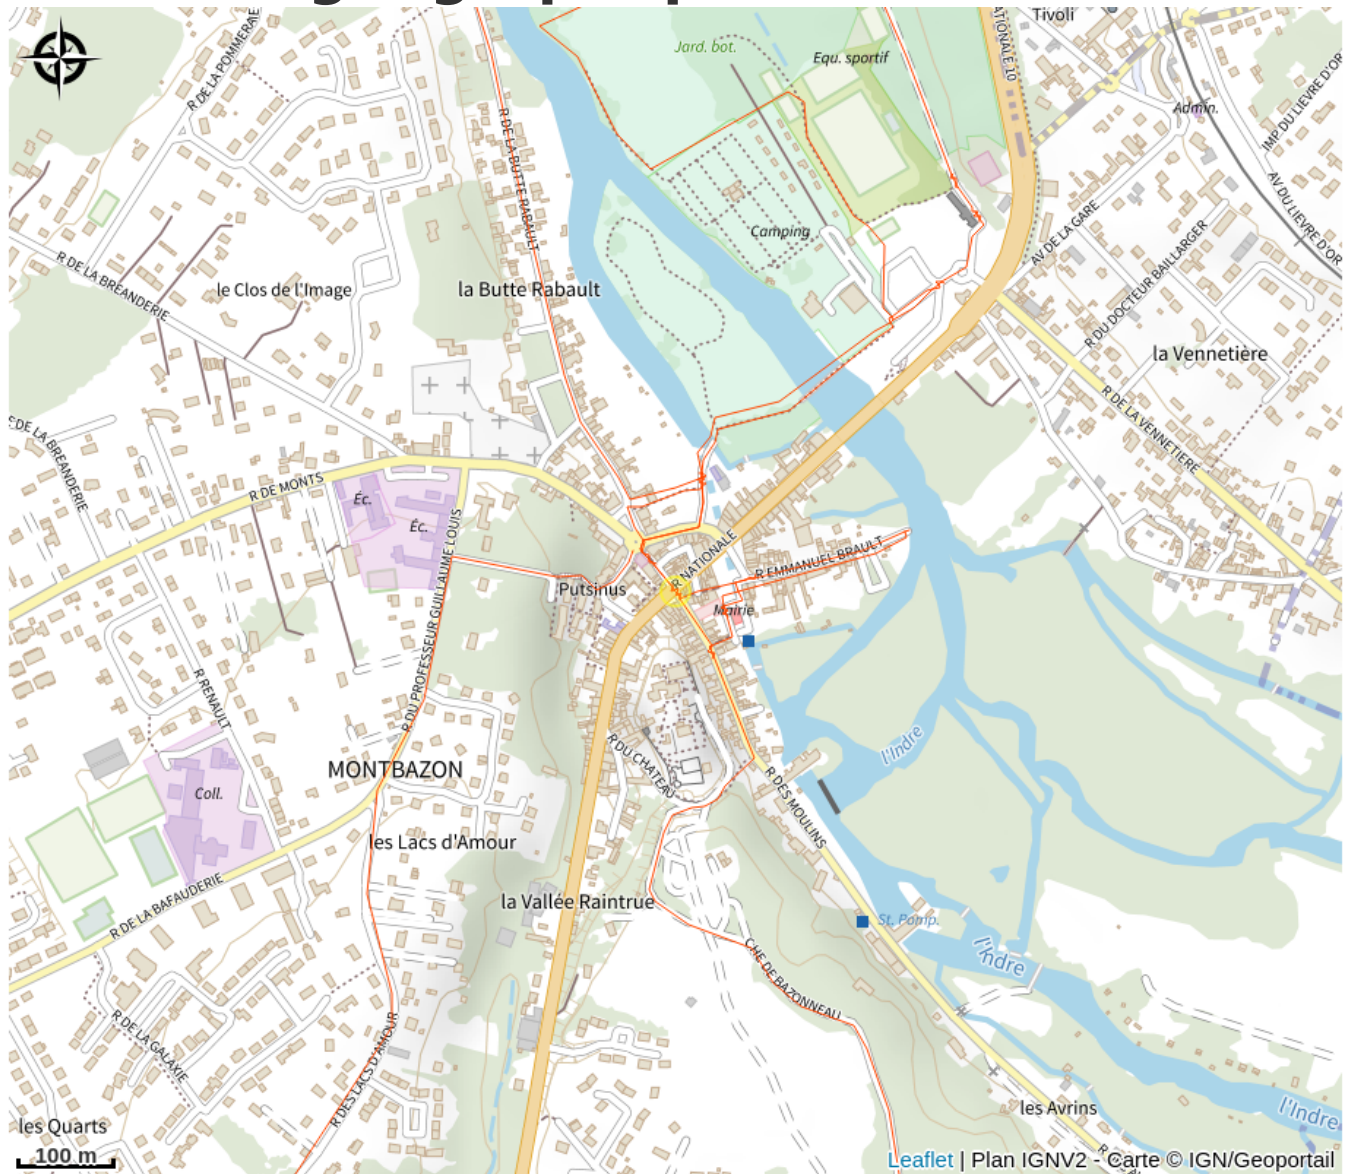 Tivoli
Jard. bot.
Equ. sportif
ATIONALE 10
R DE LA POMMERAE
Admin.
IMP DU LIEVRE D'OR
R DE LA BUTTE RABAULT
AV DU LIEVRE D'OR
Camping
AV DE LA GARE
R DU DOCTEUR BAILLARGER
R DE LA BREANDERIE
le Clos de l'Image
la Butte Rabault
la Vennetière
E DE LA BREANDERIE
R DE LA VENNETIERE
R DE MONTS
Éc.
Éc.
R NATIONALE
R EMMANUEL BRAULT
Putsinus
Mairie
R DU PROFESSEUR GUILLAUME LOUIS
R RENAULT
l'Indre
R DU CHATEAU
MONTBAZON
R DES MOULINS
Coll.
les Lacs d'Amour
R DE LA BAFAUDERIE
la Vallée Raintrue
St. Pomp.
l'Indre
CHE DE BAZONNEAU
R DE LA GALAXIE
R DES LACS D'AMOUR
les Avrins
l'Indre
les Quarts
100 m
Leaflet | Plan IGNV2 - Carte © IGN/Geoportail